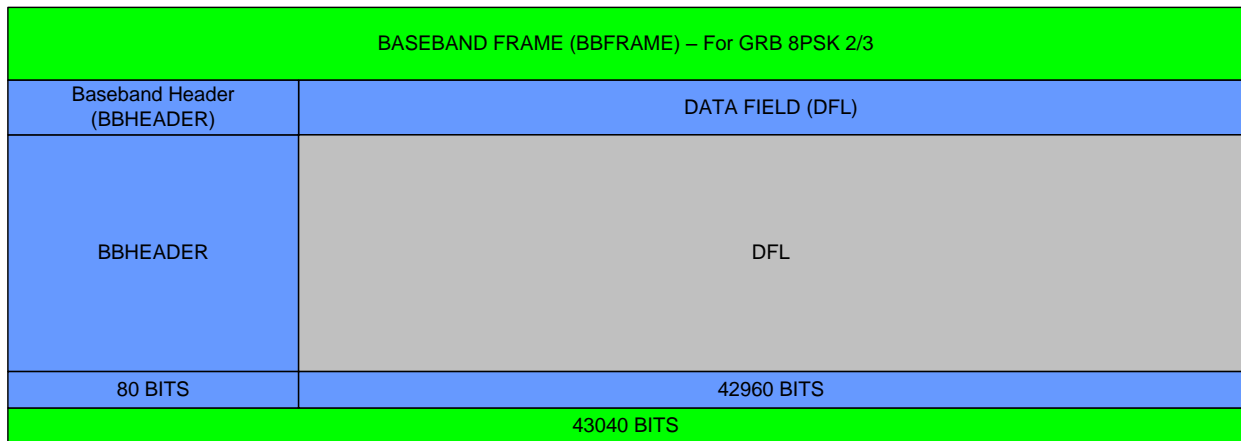 BASEBAND FRAME (BBFRAME) – For GRB 8PSK 2/3
Baseband Header
(BBHEADER)
DATA FIELD (DFL)
BBHEADER
DFL
80 BITS
42960 BITS
43040 BITS